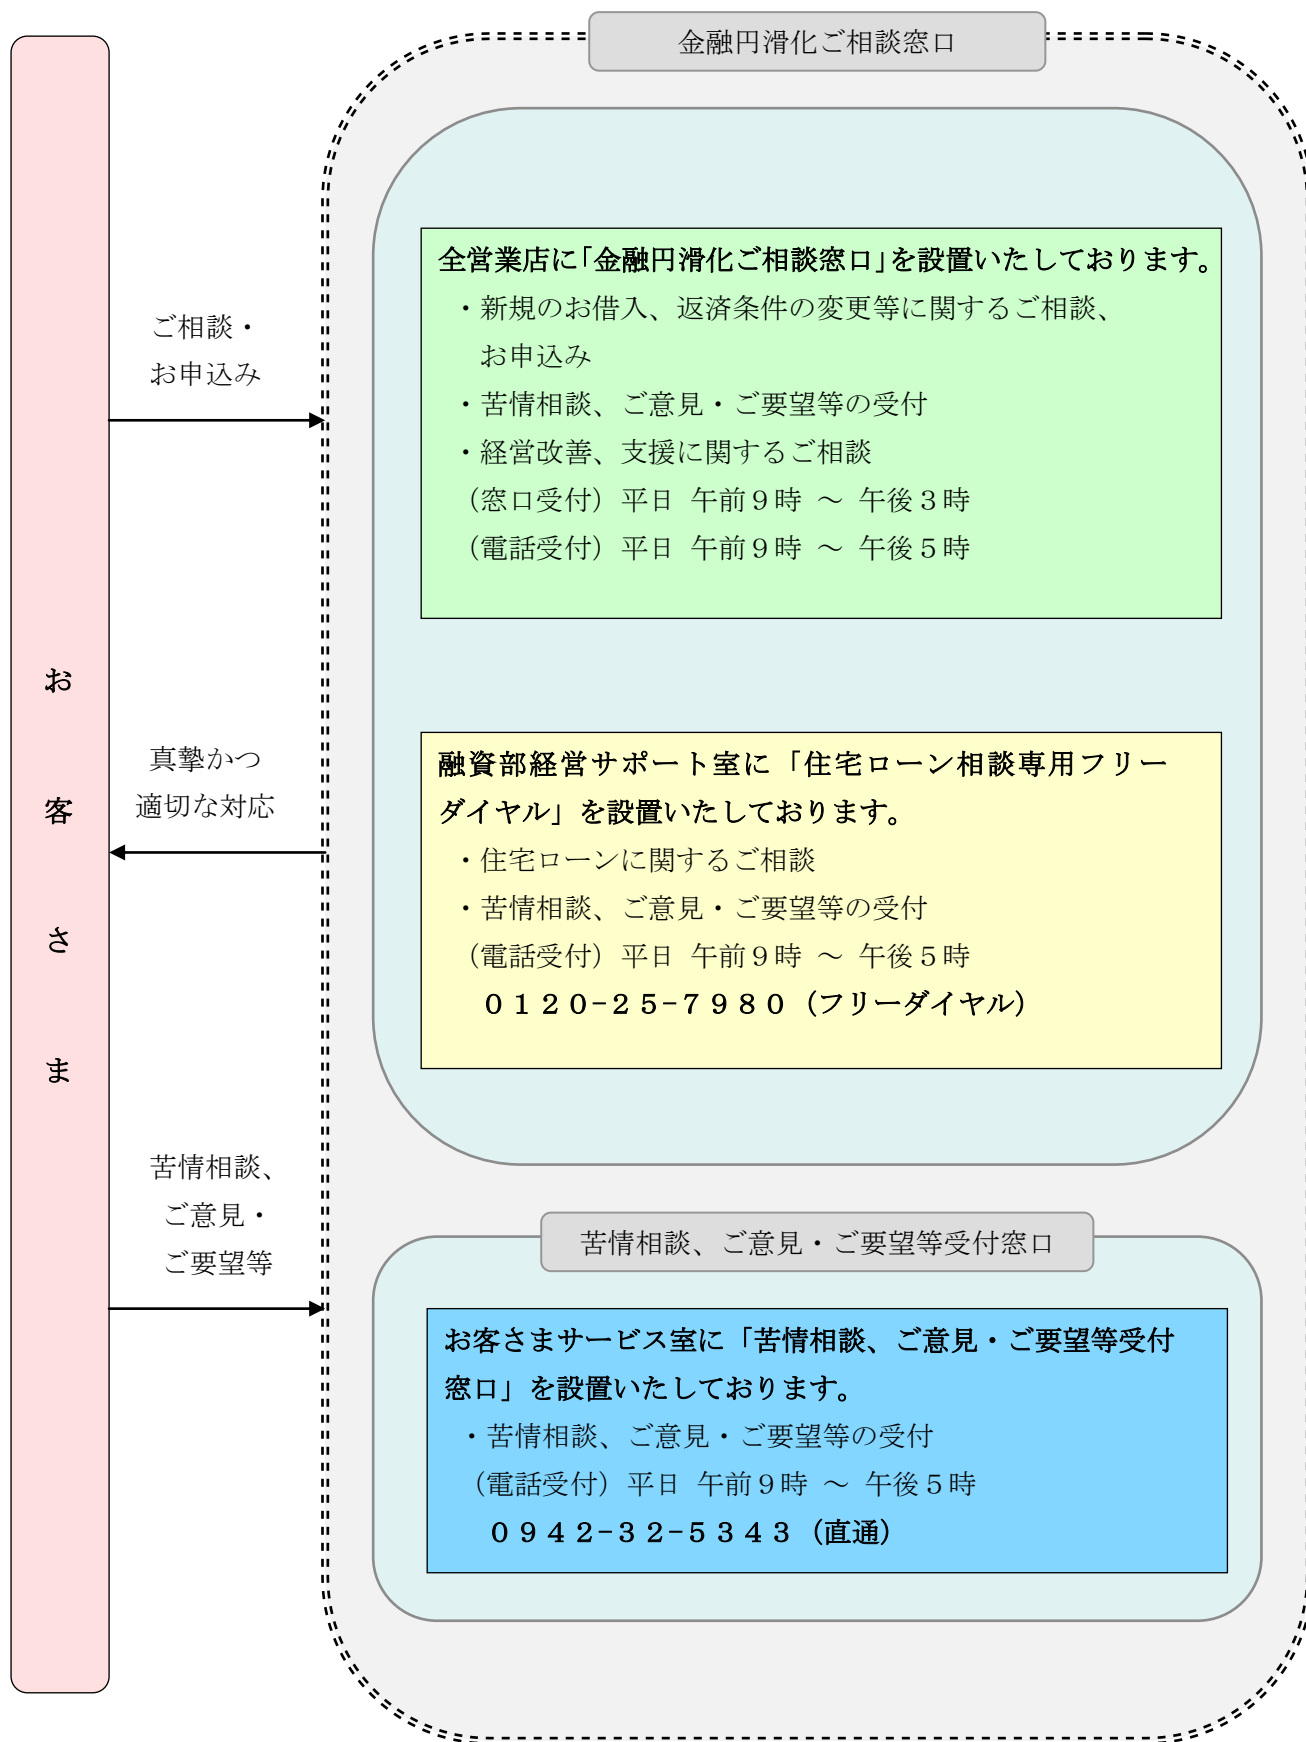 金融円滑化ご相談窓口
全営業店に「金融円滑化ご相談窓口」を設置いたしております。
・新規のお借入、返済条件の変更等に関するご相談、
お申込み
・苦情相談、ご意見・ご要望等の受付
・経営改善、支援に関するご相談
（窓口受付）平日 午前９時 ～ 午後３時
（電話受付）平日 午前９時 ～ 午後５時
ご相談・
お申込み
お客さま
真摯かつ
適切な対応
融資部経営サポート室に「住宅ローン相談専用フリー
ダイヤル」を設置いたしております。
・住宅ローンに関するご相談
・苦情相談、ご意見・ご要望等の受付
（電話受付）平日 午前９時 ～ 午後５時
０１２０-２５-７９８０（フリーダイヤル）
苦情相談、
ご意見・
ご要望等
苦情相談、ご意見・ご要望等受付窓口
お客さまサービス室に「苦情相談、ご意見・ご要望等受付
窓口」を設置いたしております。
・苦情相談、ご意見・ご要望等の受付
（電話受付）平日 午前９時 ～ 午後５時
０９４２-３２-５３４３（直通）